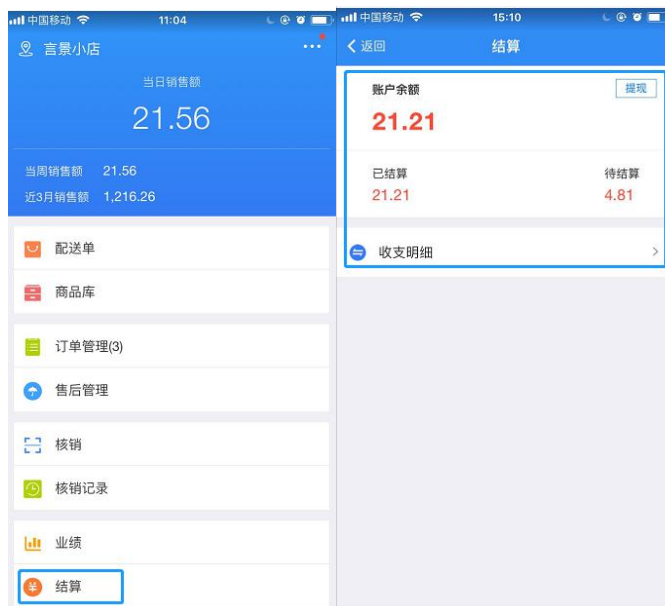 中国移动 11:04
言景小店
当日销售额
21.56
当周销售额 21.56
近3月销售额 1,216.26
配送单
商品库
订单管理(3)
售后管理
核销
核销记录
业绩
¥ 结算
中国移动 15:10
返回 结算
账户余额 提现
21.21
已结算 待结算
21.21 4.81
收支明细